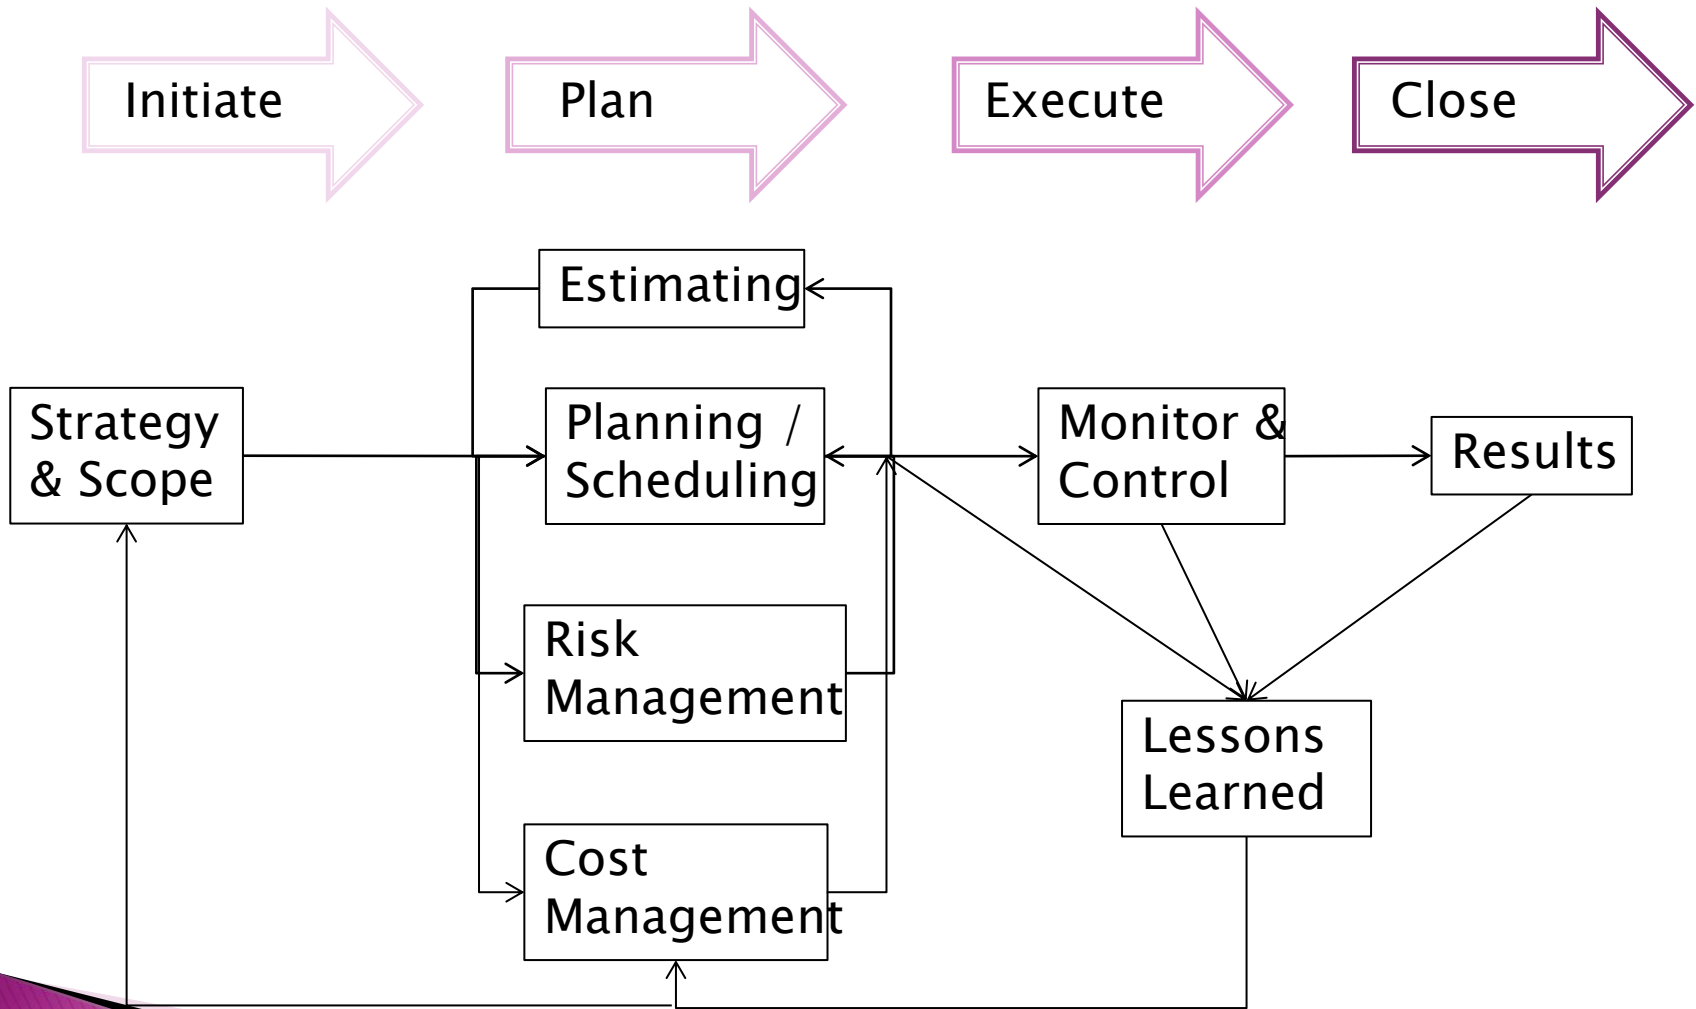 Initiate
Plan
Execute
Close
Estimating
Strategy
& Scope
Planning /
Scheduling
Monitor &
Control
Results
Risk
Management
Lessons
Learned
Cost
Management